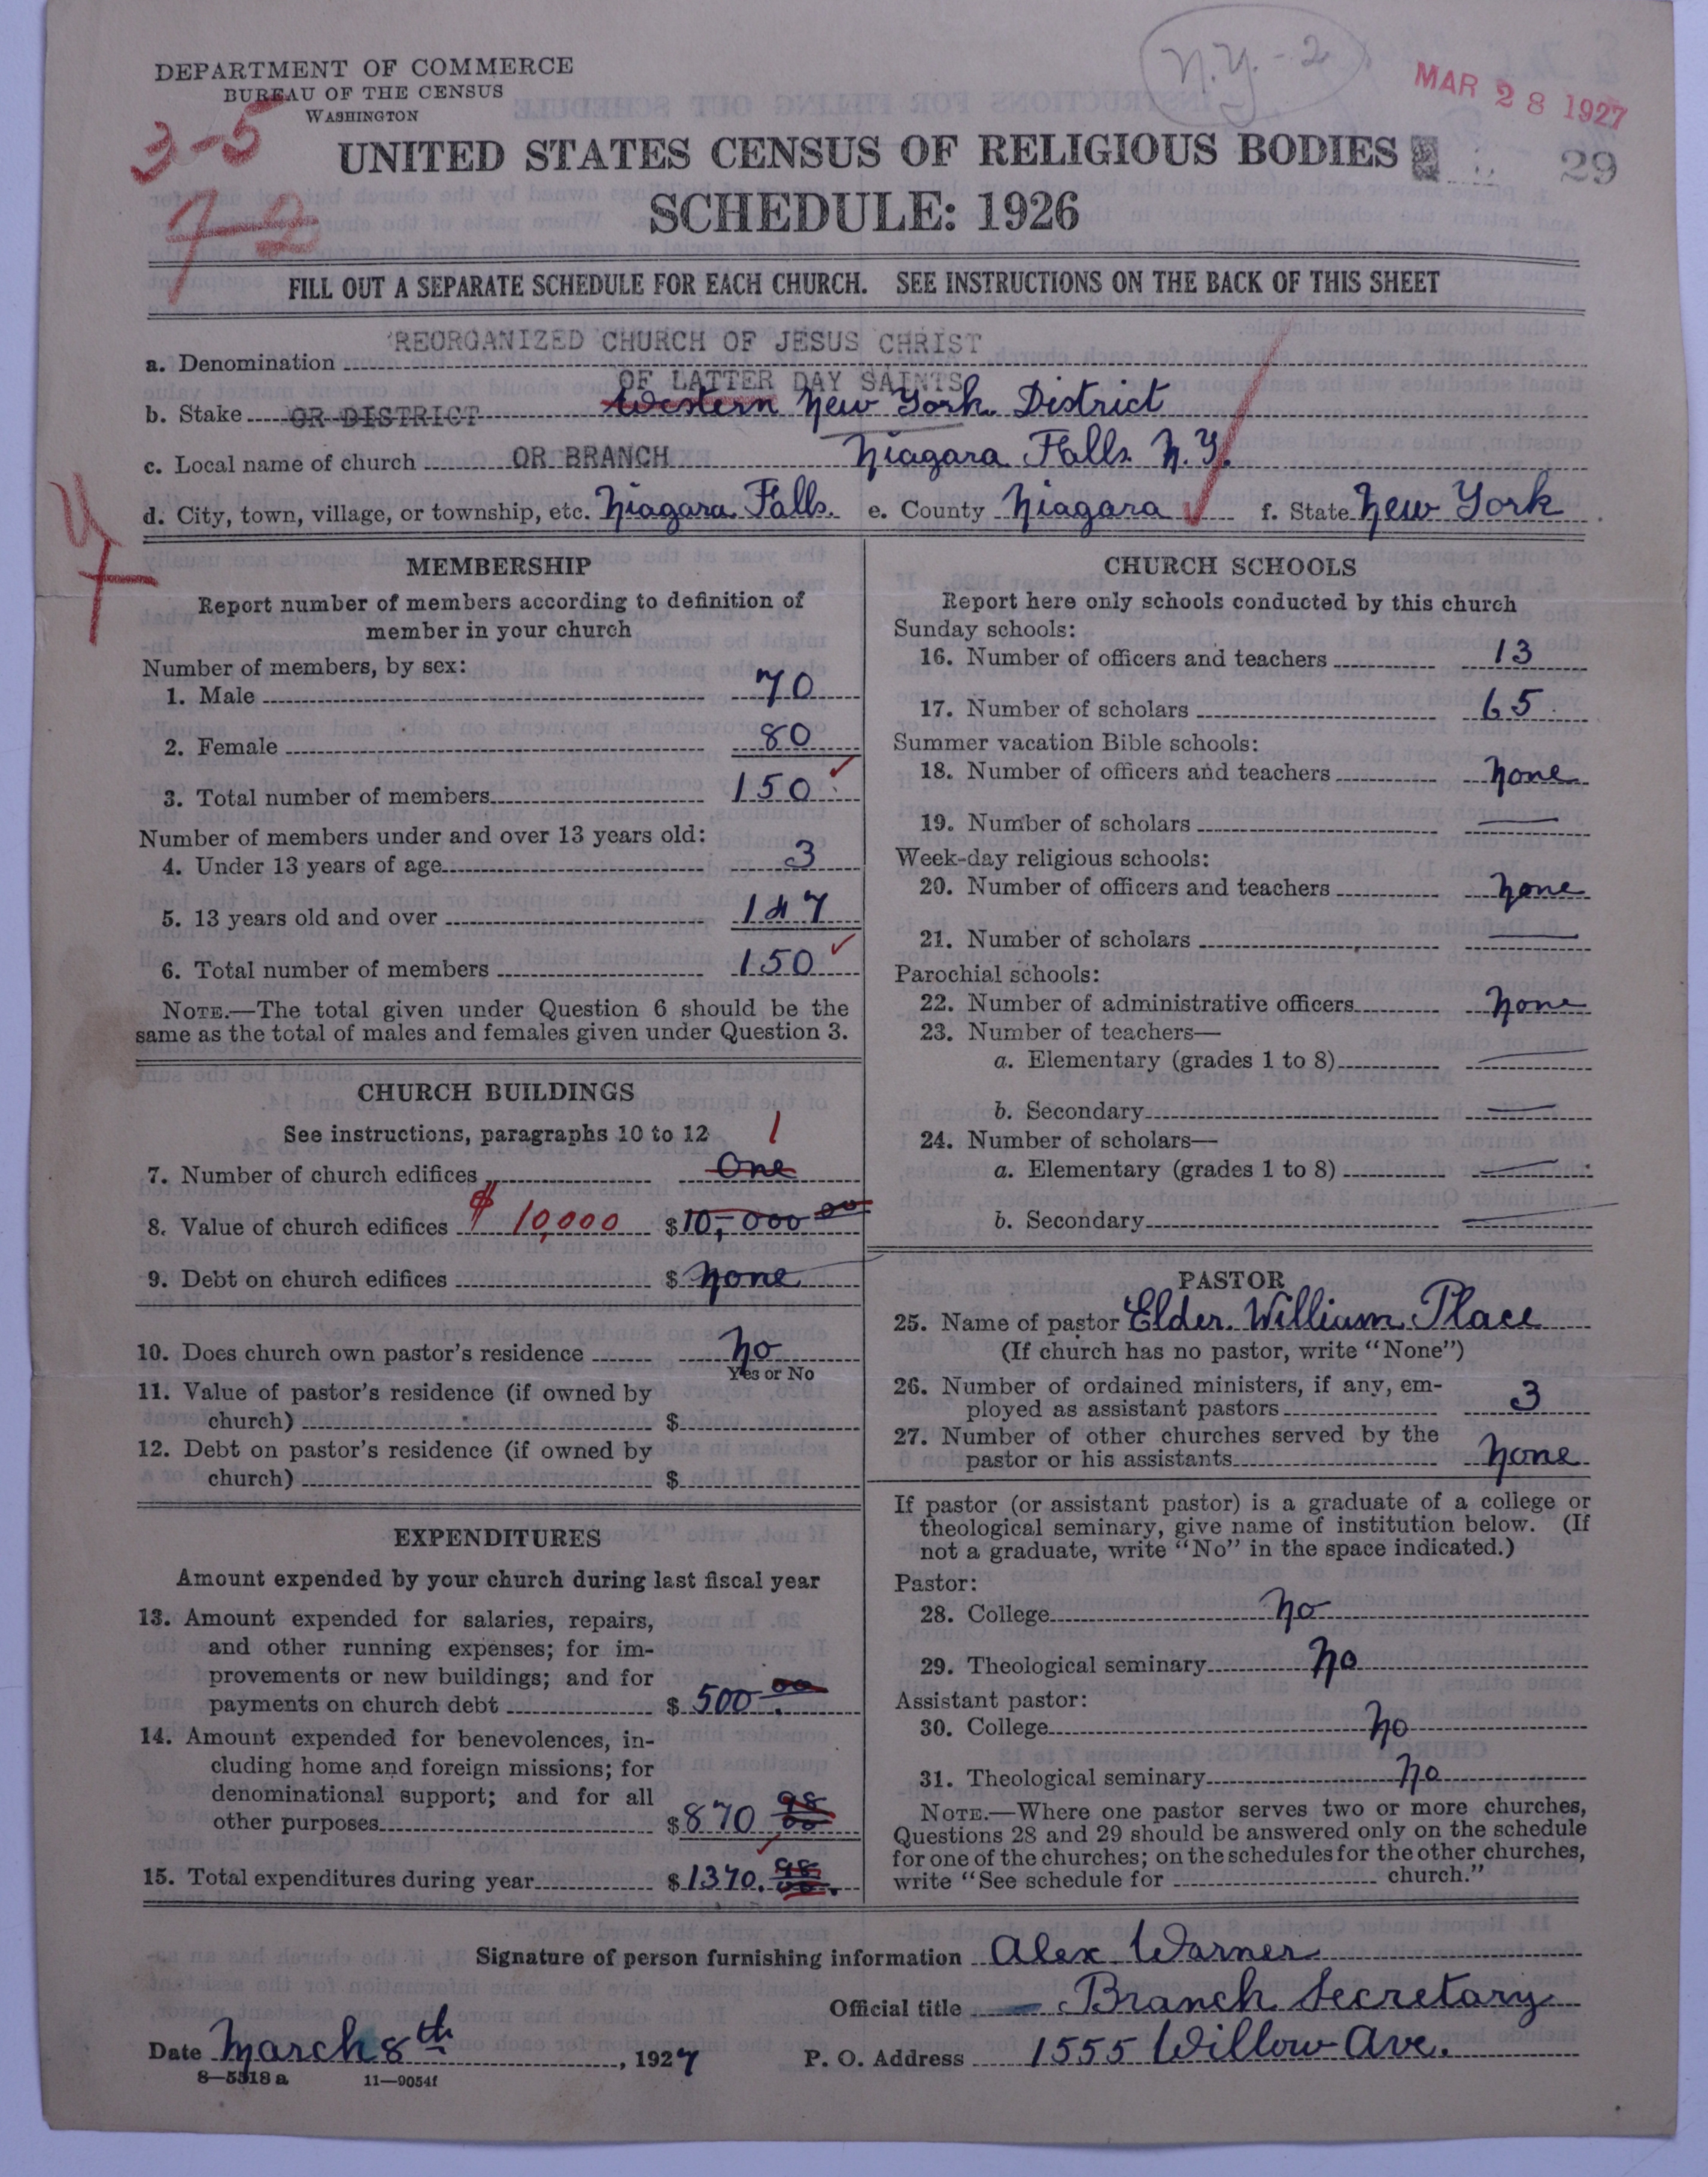 DEPARTMENT OF COMMERCE
BUREAU OF THE CENSUS
WASHINGTON
N.Y. - 2
MAR 28 1927
3-5
7-2
UNITED STATES CENSUS OF RELIGIOUS BODIES
29
SCHEDULE: 1926
FILL OUT A SEPARATE SCHEDULE FOR EACH CHURCH. SEE INSTRUCTIONS ON THE BACK OF THIS SHEET
REORGANIZED CHURCH OF JESUS CHRIST
a. Denomination
OF LATTER DAY SAINTS
b. Stake OR DISTRICT Western New York District
c. Local name of church OR BRANCH Niagara Falls N.Y.
d. City, town, village, or township, etc. Niagara Falls. e. County Niagara f. State New York
MEMBERSHIP
Report number of members according to definition of
member in your church
Number of members, by sex:
1. Male 70
2. Female 80
3. Total number of members 150
Number of members under and over 13 years old:
4. Under 13 years of age 3
5. 13 years old and over 147
6. Total number of members 150
NOTE.—The total given under Question 6 should be the
same as the total of males and females given under Question 3.
CHURCH BUILDINGS
See instructions, paragraphs 10 to 12
1
7. Number of church edifices One
8. Value of church edifices $ 10,000 $ 10,000 00
9. Debt on church edifices $ None
10. Does church own pastor's residence No
Yes or No
11. Value of pastor's residence (if owned by
church) $
12. Debt on pastor's residence (if owned by
church) $
EXPENDITURES
Amount expended by your church during last fiscal year
13. Amount expended for salaries, repairs,
and other running expenses; for im-
provements or new buildings; and for
payments on church debt $ 500.00
14. Amount expended for benevolences, in-
cluding home and foreign missions; for
denominational support; and for all
other purposes $ 870 98
15. Total expenditures during year $ 1370. 98
CHURCH SCHOOLS
Report here only schools conducted by this church
Sunday schools:
16. Number of officers and teachers 13
17. Number of scholars 65
Summer vacation Bible schools:
18. Number of officers and teachers None
19. Number of scholars —
Week-day religious schools:
20. Number of officers and teachers None
21. Number of scholars —
Parochial schools:
22. Number of administrative officers None
23. Number of teachers—
a. Elementary (grades 1 to 8) —
b. Secondary —
24. Number of scholars—
a. Elementary (grades 1 to 8) —
b. Secondary —
PASTOR
25. Name of pastor Elder. William Place
(If church has no pastor, write "None")
26. Number of ordained ministers, if any, em-
ployed as assistant pastors 3
27. Number of other churches served by the
pastor or his assistants None
If pastor (or assistant pastor) is a graduate of a college or
theological seminary, give name of institution below. (If
not a graduate, write "No" in the space indicated.)
Pastor:
28. College No
29. Theological seminary No
Assistant pastor:
30. College No
31. Theological seminary No
NOTE.—Where one pastor serves two or more churches,
Questions 28 and 29 should be answered only on the schedule
for one of the churches; on the schedules for the other churches,
write "See schedule for church."
Signature of person furnishing information Alex. Warner
Official title Branch Secretary
Date March 8th, 1927 P. O. Address 1555 Willow Ave.
8—5518a 11—9054f